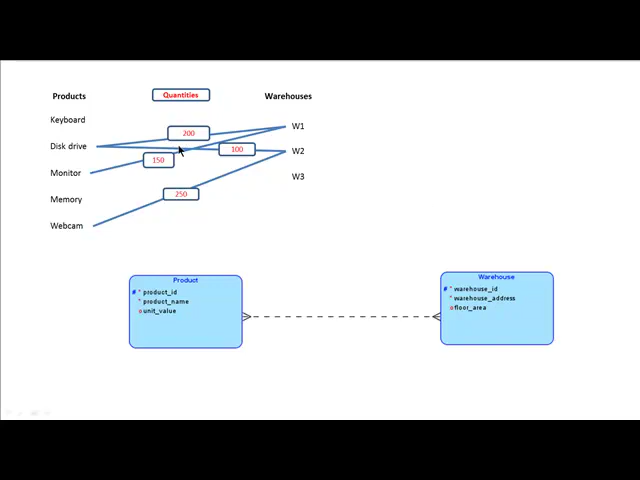 Products
Quantities
Warehouses
Keyboard
W1
200
Disk drive
100
W2
150
Monitor
W3
250
Memory
Webcam
Product
# * product_id
* product_name
o unit_value
Warehouse
# * warehouse_id
* warehouse_address
o floor_area